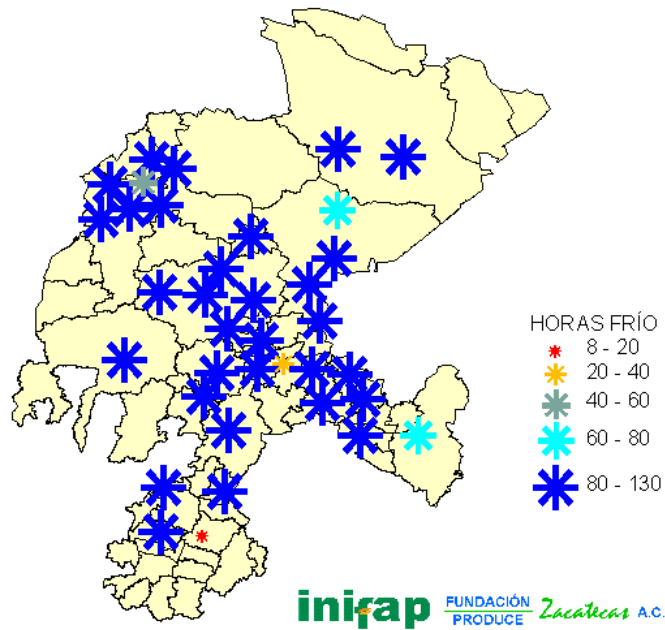 HORAS FRÍO
8 - 20
20 - 40
40 - 60
60 - 80
80 - 130
inifap
FUNDACIÓN
PRODUCE
Zacatecas A.C.